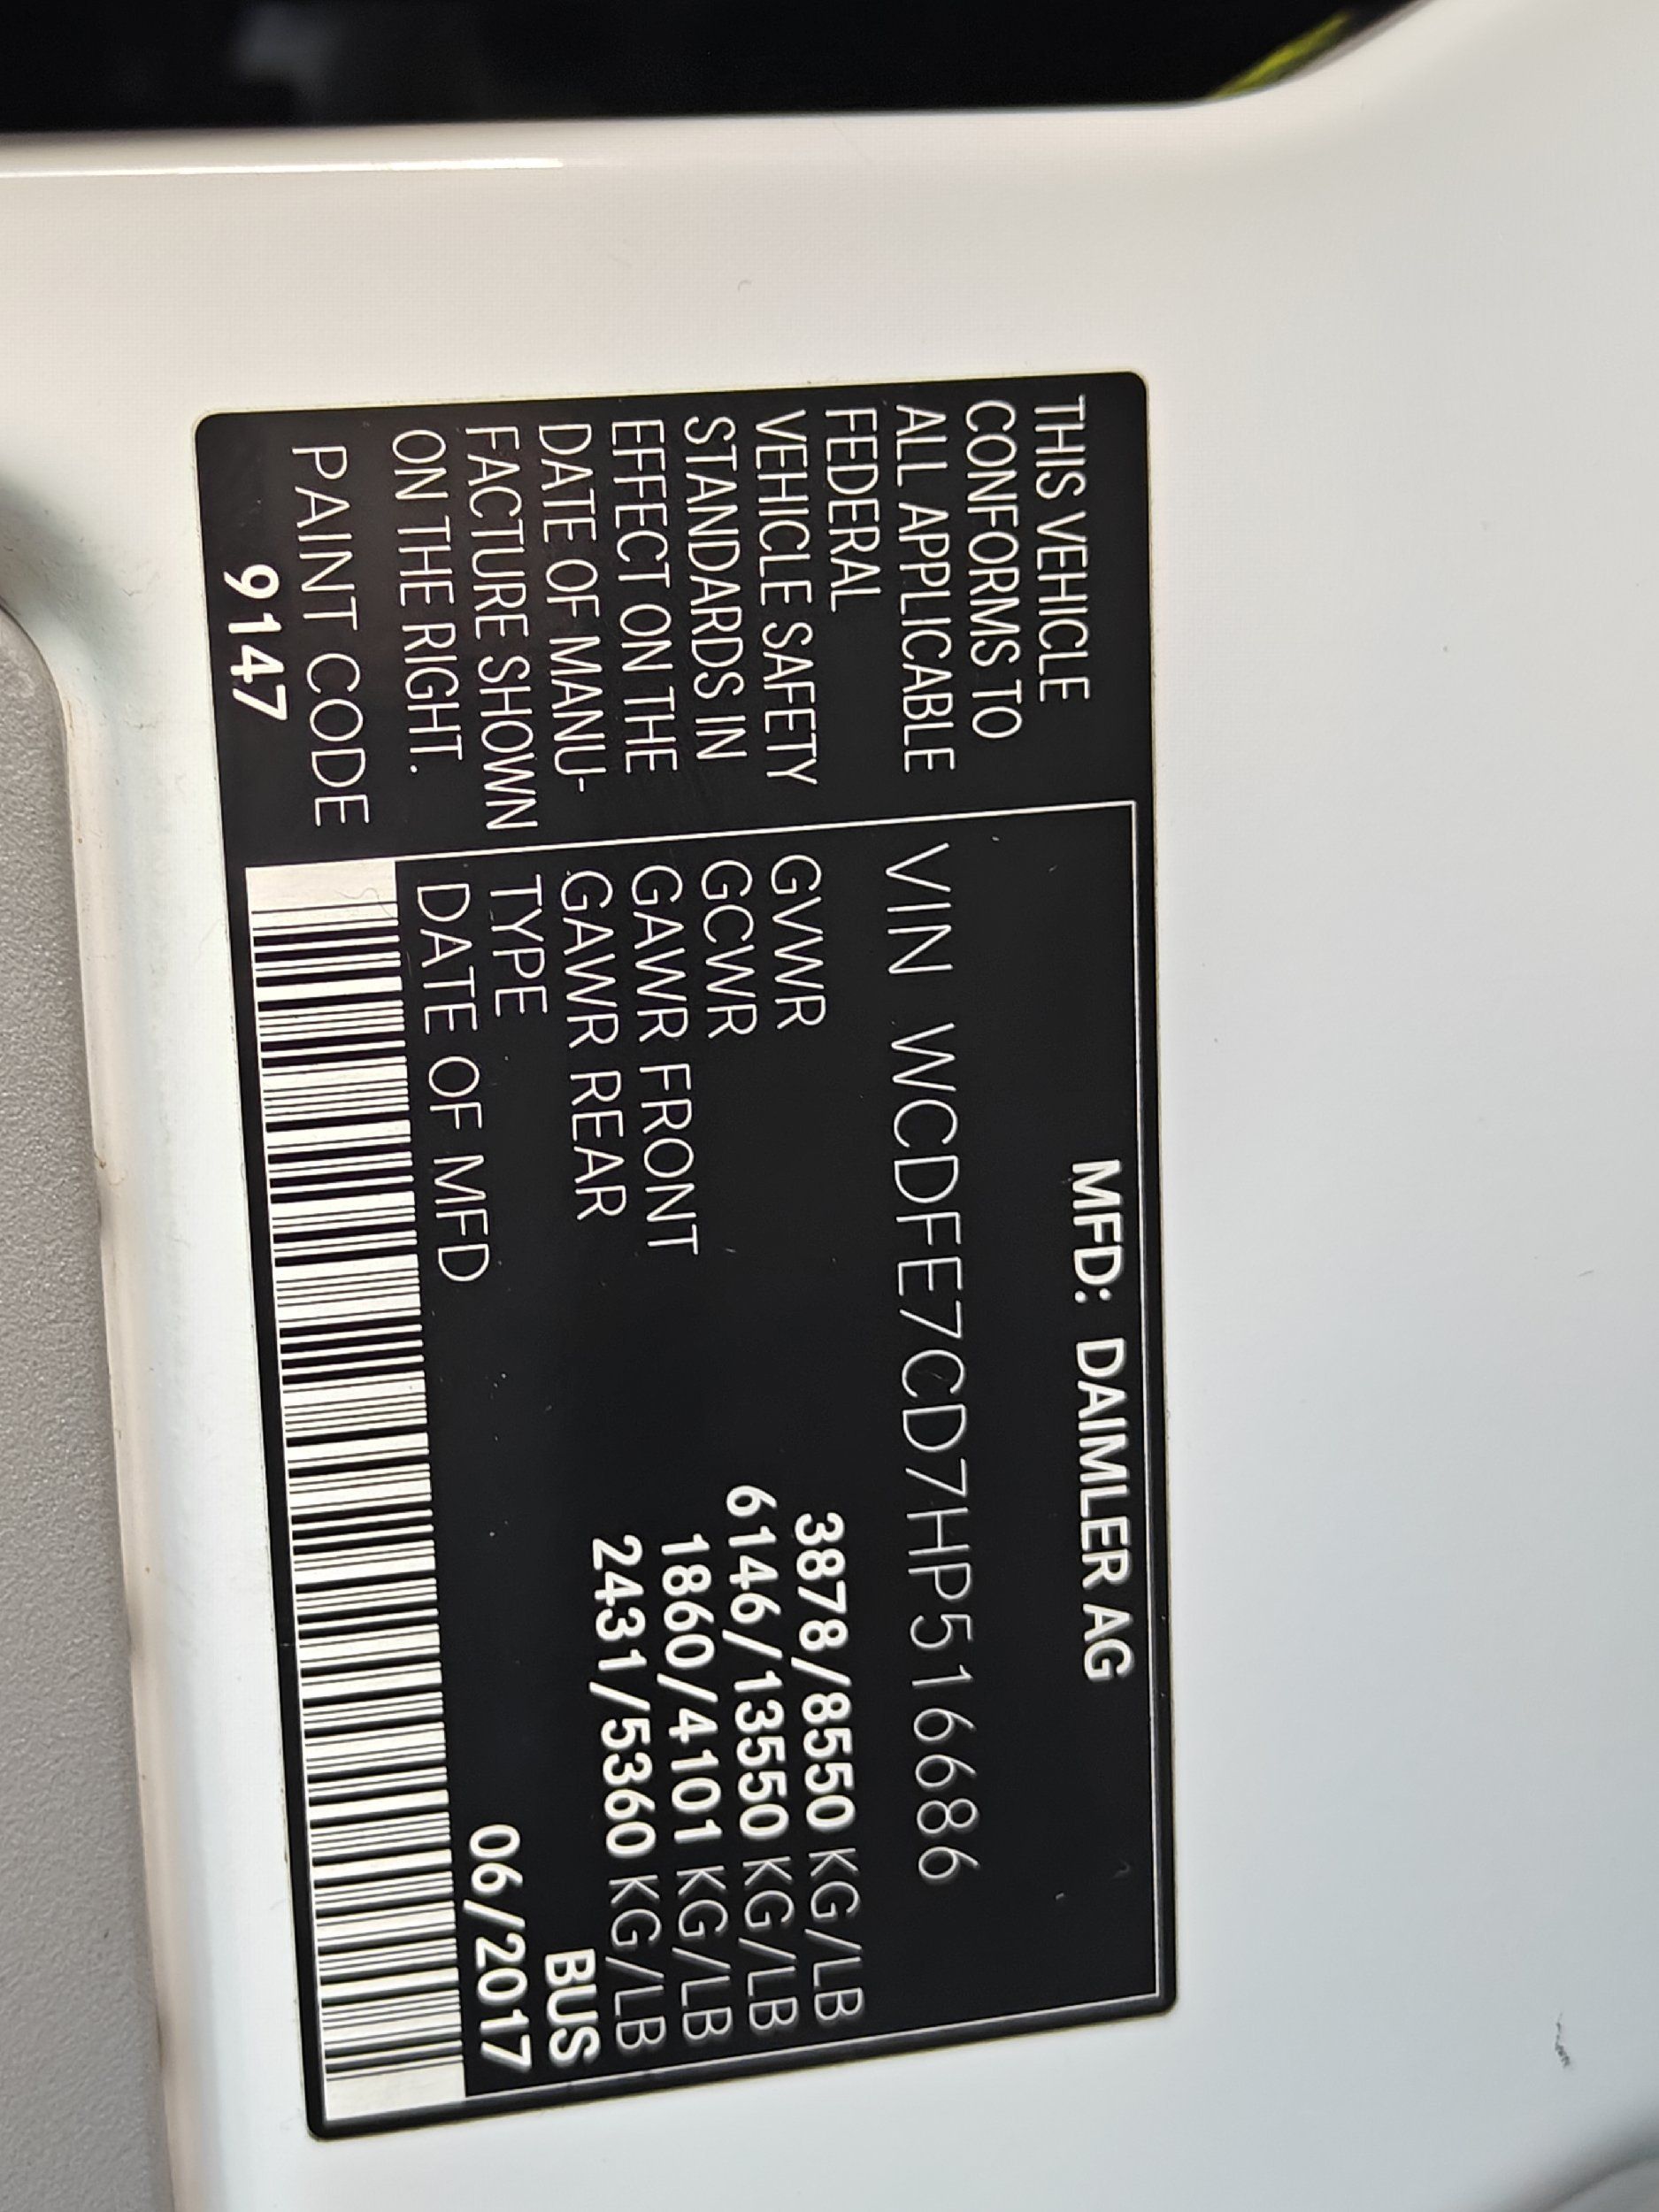 THIS VEHICLE
CONFORMS TO
ALL APPLICABLE
FEDERAL
VEHICLE SAFETY
STANDARDS IN
EFFECT ON THE
DATE OF MANU-
FACTURE SHOWN
ON THE RIGHT.
PAINT CODE
9147
MFD: DAIMLER AG
VIN WCDFE7CD7HP516686
GVWR 3878/8550 KG/LB
GCWR 6146/13550 KG/LB
GAWR FRONT 1860/4101 KG/LB
GAWR REAR 2431/5360 KG/LB
TYPE BUS
DATE OF MFD 06/2017